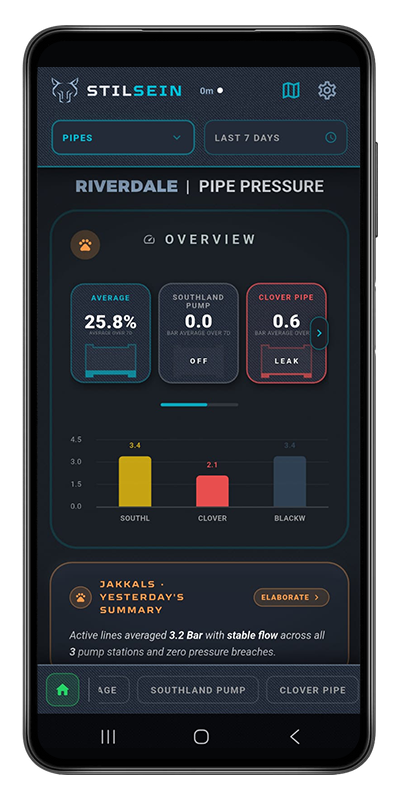 STILSEIN 0m
PIPES LAST 7 DAYS
RIVERDALE | PIPE PRESSURE
OVERVIEW
AVERAGE
25.8%
AVERAGE OVER 7D
SOUTHLAND
PUMP
0.0
BAR AVERAGE OVER 7D
OFF
CLOVER PIPE
0.6
BAR AVERAGE OVER
LEAK
4.5
3.0
1.5
0.0
3.4
2.1
3.4
SOUTHL CLOVER BLACKW
JAKKALS ·
YESTERDAY'S
SUMMARY
ELABORATE
Active lines averaged 3.2 Bar with stable flow across all
3 pump stations and zero pressure breaches.
AGE SOUTHLAND PUMP CLOVER PIPE